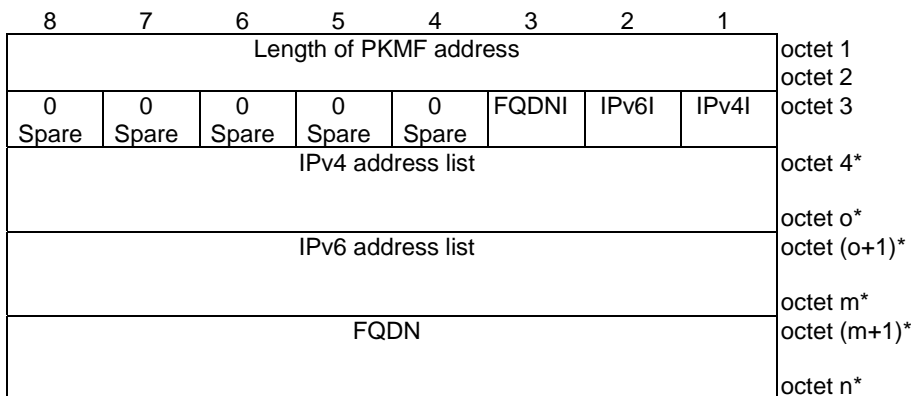 8 7 6 5 4 3 2 1
Length of PKMF address octet 1
octet 2
0 0 0 0 0 FQDNI IPv6I IPv4I octet 3
Spare Spare Spare Spare Spare
IPv4 address list octet 4*
octet o*
IPv6 address list octet (o+1)*
octet m*
FQDN octet (m+1)*
octet n*